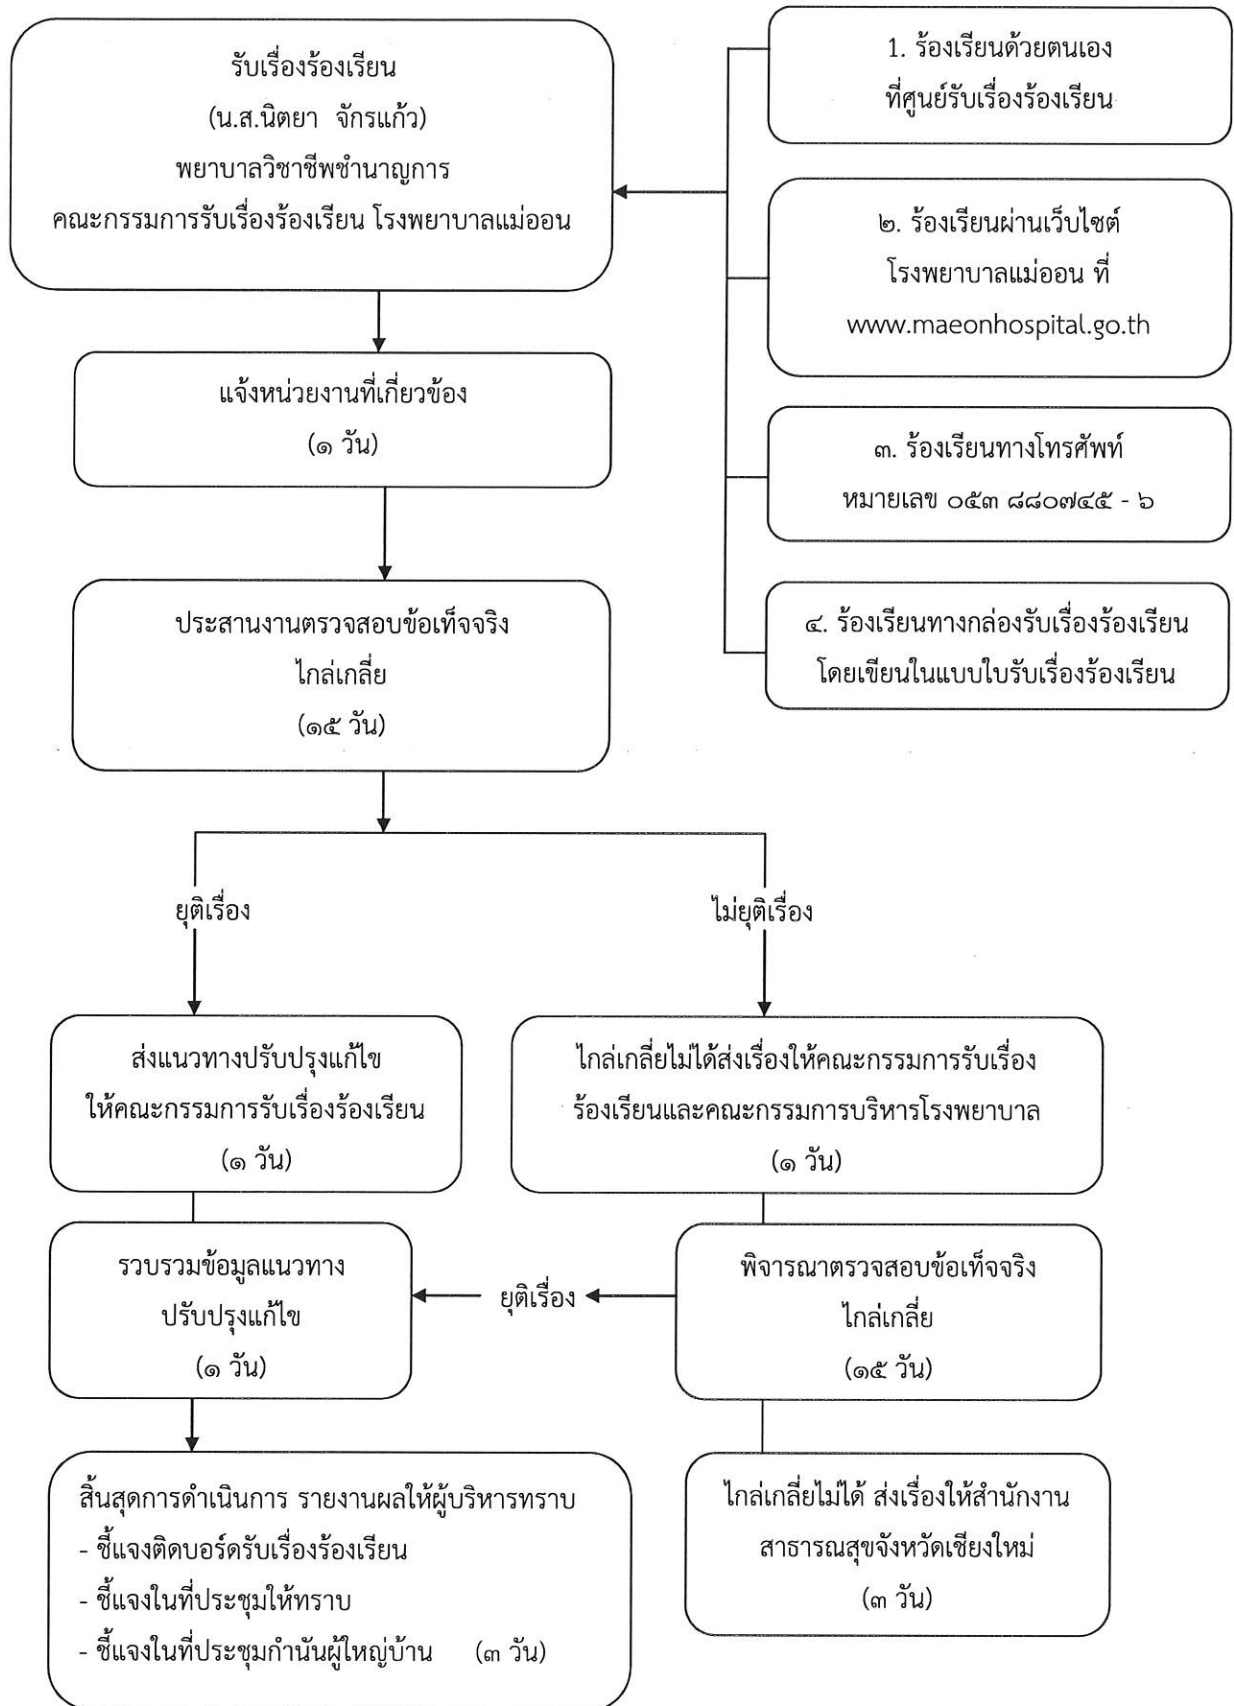 รับเรื่องร้องเรียน
(น.ส.นิตยา จักรแก้ว)
พยาบาลวิชาชีพชำนาญการ
คณะกรรมการรับเรื่องร้องเรียน โรงพยาบาลแม่ออน
1. ร้องเรียนด้วยตนเอง
ที่ศูนย์รับเรื่องร้องเรียน
๒. ร้องเรียนผ่านเว็บไซต์
โรงพยาบาลแม่ออน ที่
www.maeonhospital.go.th
๓. ร้องเรียนทางโทรศัพท์
หมายเลข ๐๕๓ ๘๘๐๗๔๕ - ๖
๔. ร้องเรียนทางกล่องรับเรื่องร้องเรียน
โดยเขียนในแบบใบรับเรื่องร้องเรียน
แจ้งหน่วยงานที่เกี่ยวข้อง
(๑ วัน)
ประสานงานตรวจสอบข้อเท็จจริง
ไกล่เกลี่ย
(๑๕ วัน)
ยุติเรื่อง
ไม่ยุติเรื่อง
ส่งแนวทางปรับปรุงแก้ไข
ให้คณะกรรมการรับเรื่องร้องเรียน
(๑ วัน)
ไกล่เกลี่ยไม่ได้ส่งเรื่องให้คณะกรรมการรับเรื่อง
ร้องเรียนและคณะกรรมการบริหารโรงพยาบาล
(๑ วัน)
รวบรวมข้อมูลแนวทาง
ปรับปรุงแก้ไข
(๑ วัน)
ยุติเรื่อง
พิจารณาตรวจสอบข้อเท็จจริง
ไกล่เกลี่ย
(๑๕ วัน)
สิ้นสุดการดำเนินการ รายงานผลให้ผู้บริหารทราบ
- ชี้แจงติดบอร์ดรับเรื่องร้องเรียน
- ชี้แจงในที่ประชุมให้ทราบ
- ชี้แจงในที่ประชุมกำนันผู้ใหญ่บ้าน (๓ วัน)
ไกล่เกลี่ยไม่ได้ ส่งเรื่องให้สำนักงาน
สาธารณสุขจังหวัดเชียงใหม่
(๓ วัน)